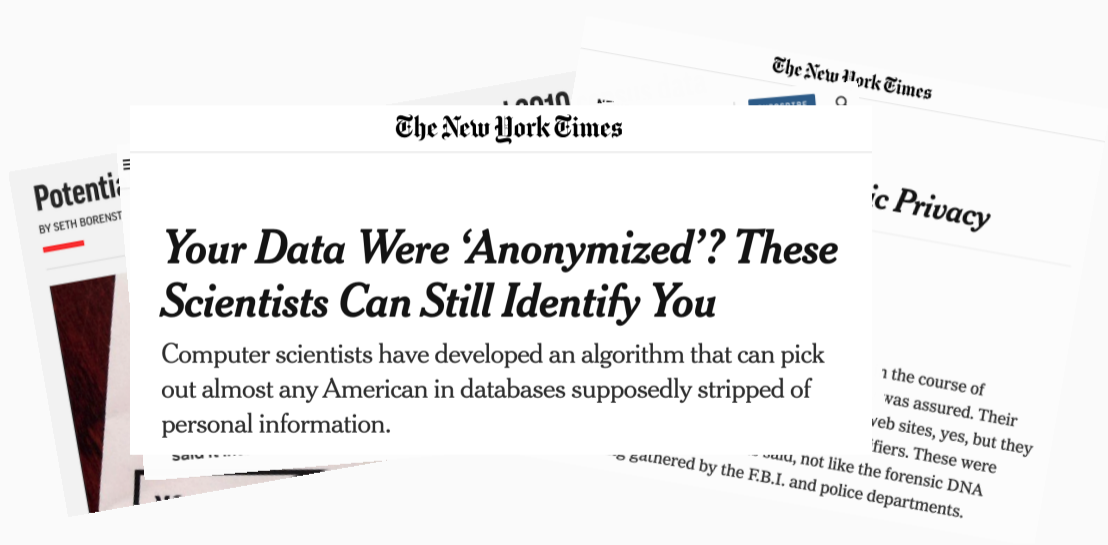 The New York Times
2010
The New York Times
Potentia
BY SETH BORENST
ic Privacy
Your Data Were ‘Anonymized’? These
Scientists Can Still Identify You
Computer scientists have developed an algorithm that can pick
out almost any American in databases supposedly stripped of
personal information.
the course of
was assured. Their
web sites, yes, but they
fiers. These were
said, not like the forensic DNA
gathered by the F.B.I. and police departments.
said